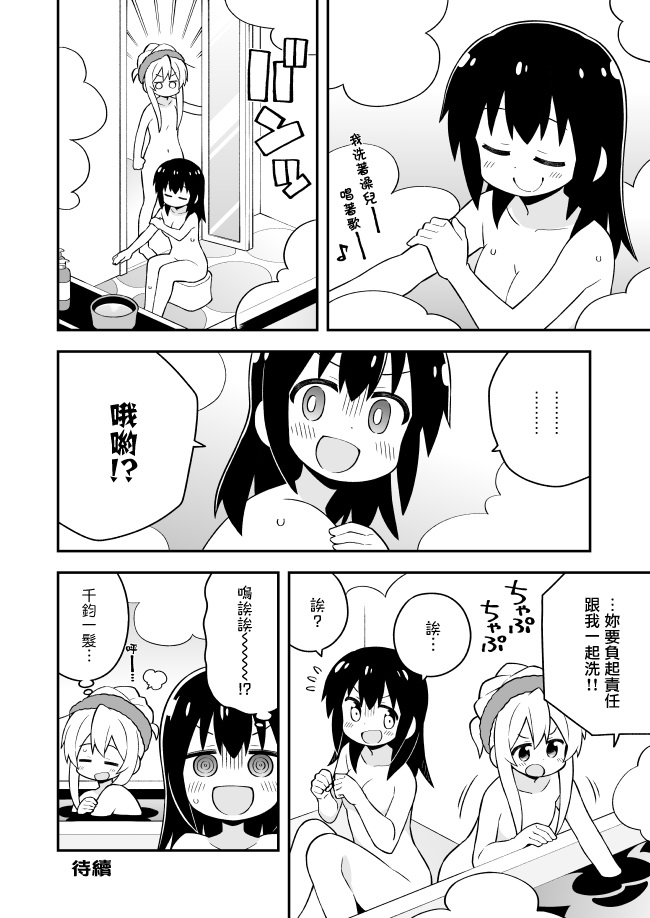 我洗著澡兒ー
唱著歌ー♪
バンッ
⋯⋯⋯
⋯⋯⋯
哦喲!?
…妳要負起責任
跟我一起洗!!
ちゃぷ
ちゃぷ
誒…
誒?
嗚誒誒~~~~~!?
千鈞一髮…
呼ー…
待續